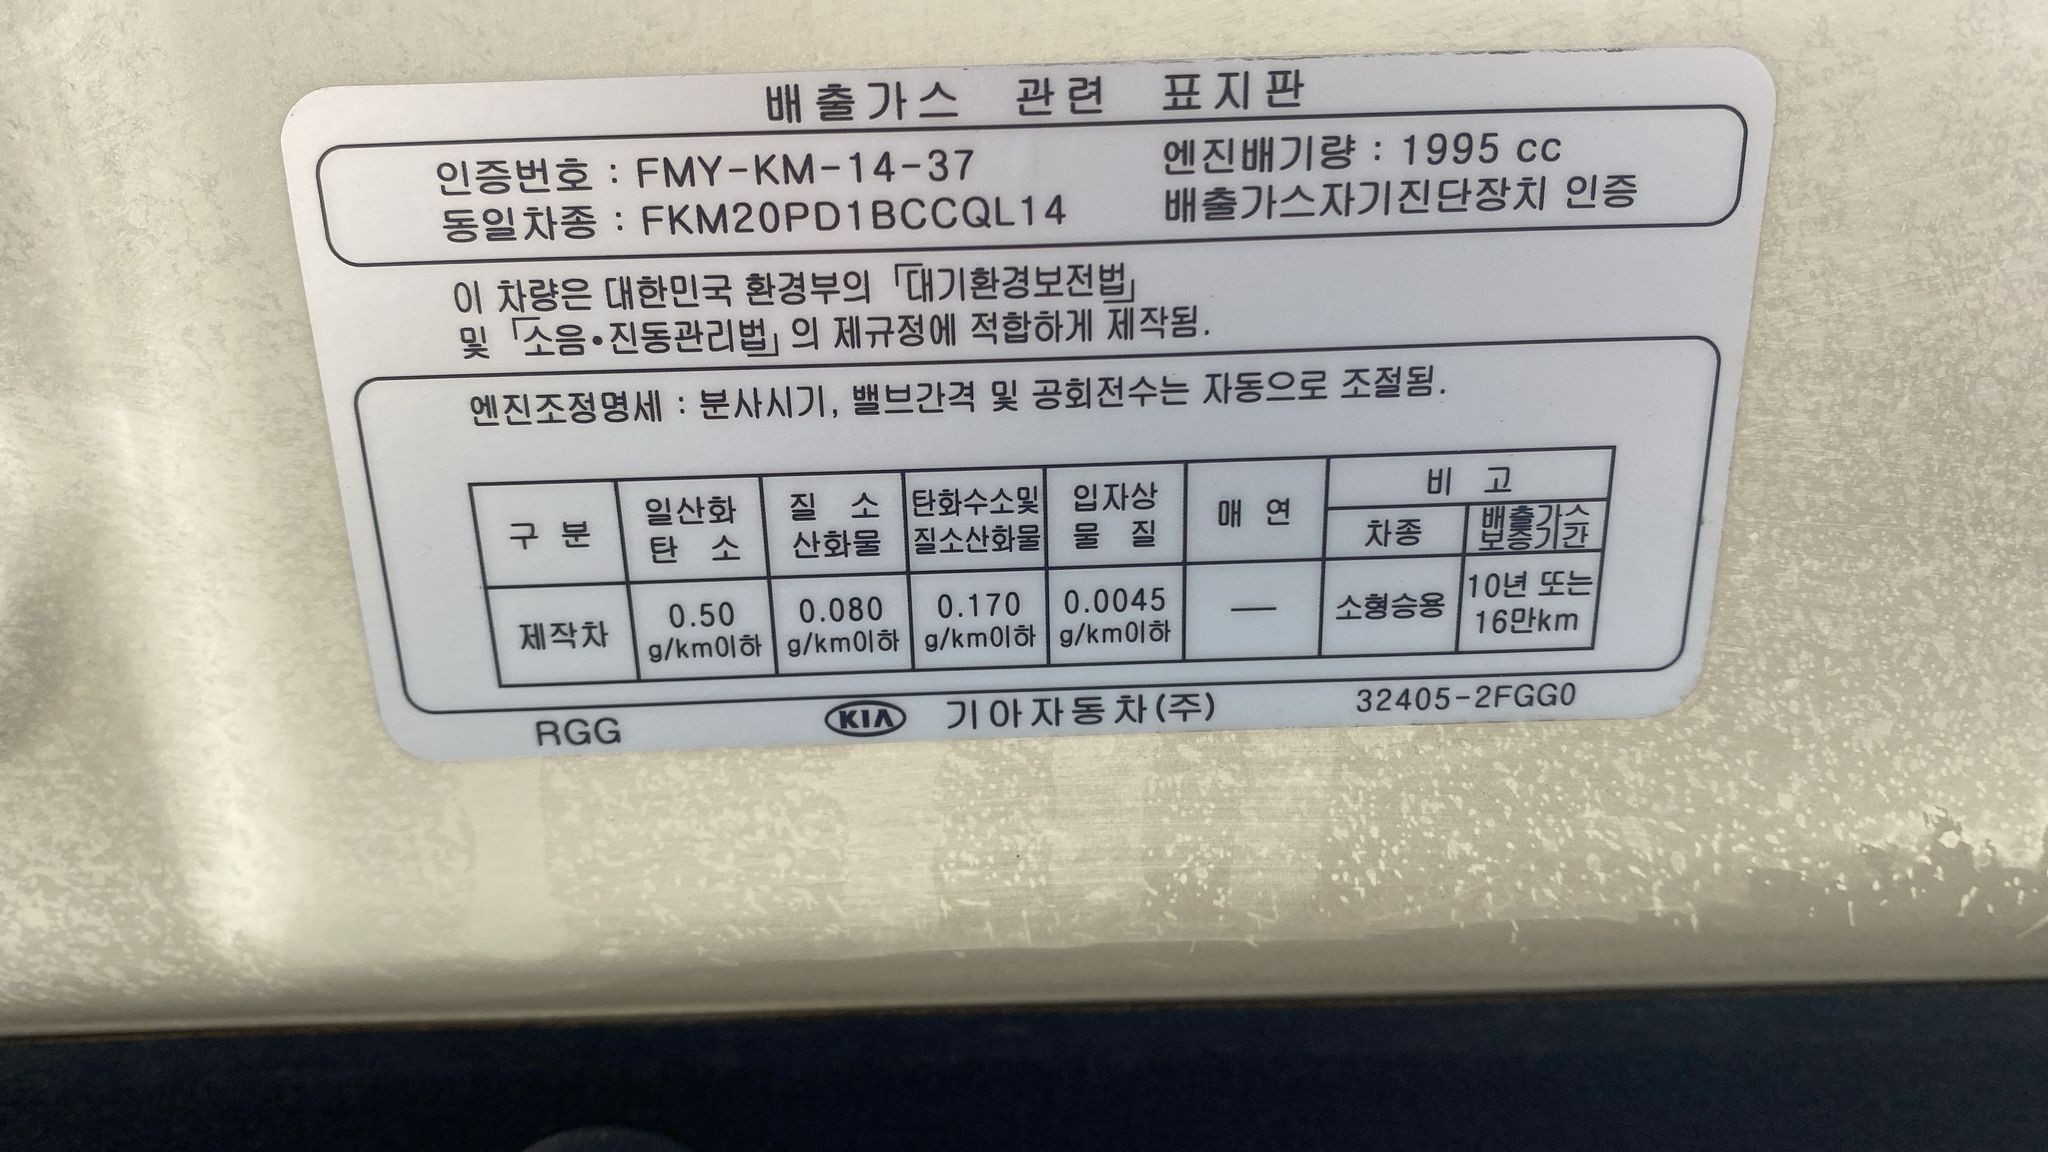 배출가스 관련 표지판
인증번호 : FMY-KM-14-37 엔진배기량 : 1995 cc
동일차종 : FKM20PD1BCCQL14 배출가스자기진단장치 인증
이 차량은 대한민국 환경부의 「대기환경보전법」
및 「소음•진동관리법」의 제규정에 적합하게 제작됨.
엔진조정명세 : 분사시기, 밸브간격 및 공회전수는 자동으로 조절됨.
구 분 일산화 탄 소 질 소 산화물 탄화수소및 질소산화물 입자상 물 질 매 연 비 고
차종 배출가스 보증기간
제작차 0.50 g/km이하 0.080 g/km이하 0.170 g/km이하 0.0045 g/km이하 — 소형승용 10년 또는 16만km
RGG KIA 기아자동차(주) 32405-2FGG0